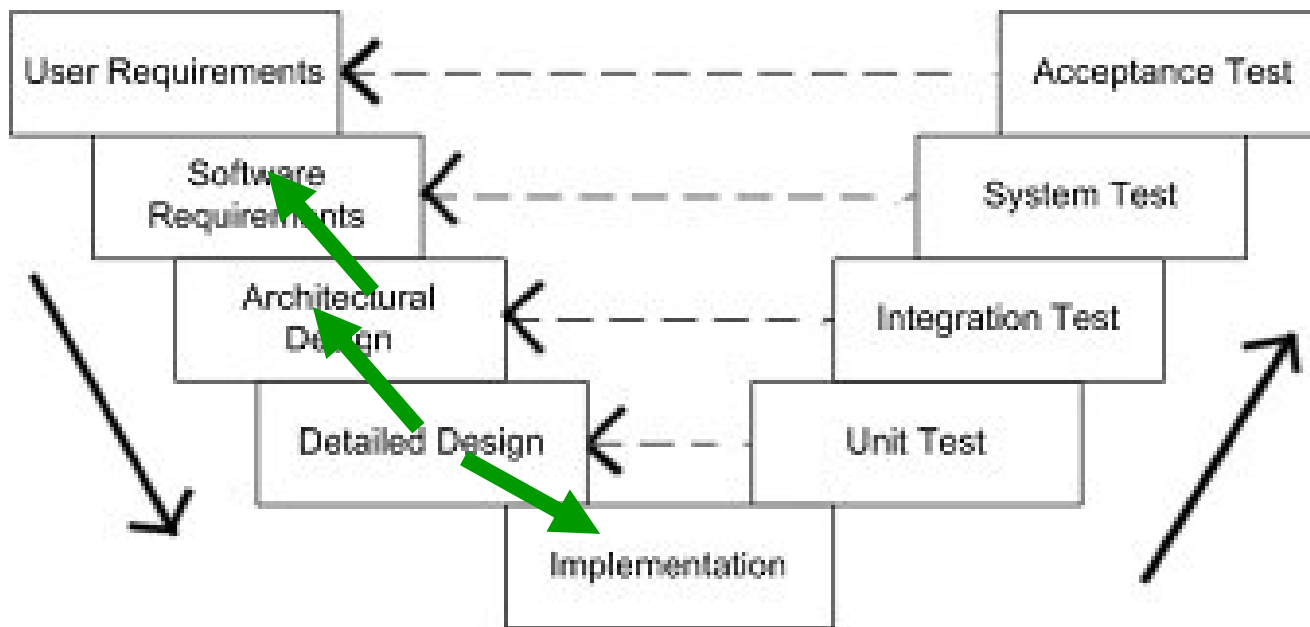 User Requirements
Acceptance Test
Software
Requirements
System Test
Architectural
Design
Integration Test
Detailed Design
Unit Test
Implementation